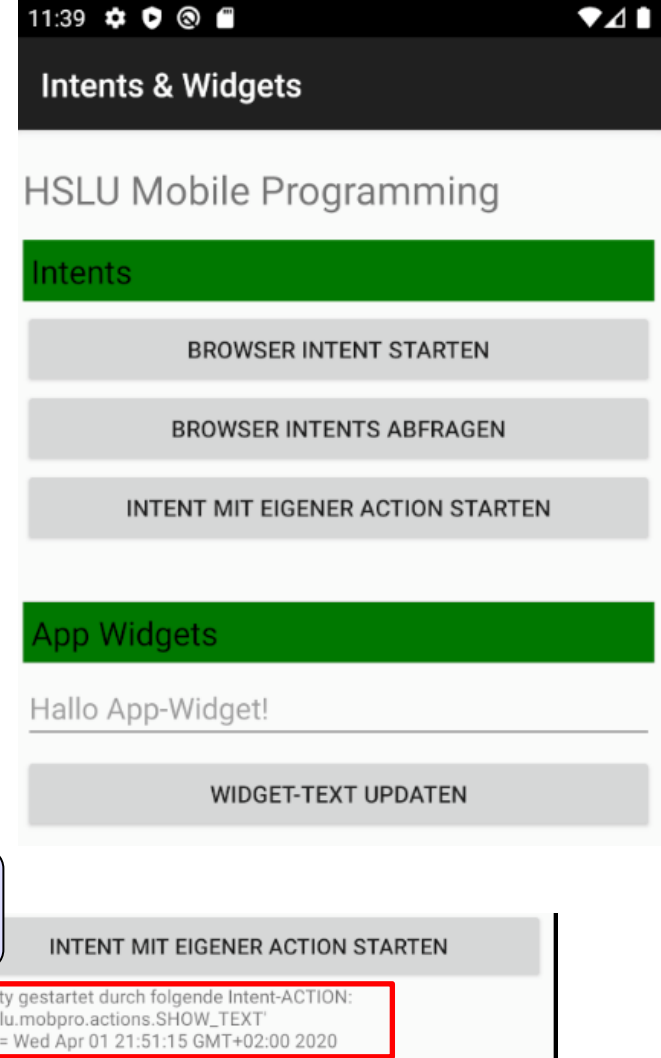 11:39
Intents & Widgets
HSLU Mobile Programming
Intents
BROWSER INTENT STARTEN
BROWSER INTENTS ABFRAGEN
INTENT MIT EIGENER ACTION STARTEN
App Widgets
Hallo App-Widget!
WIDGET-TEXT UPDATEN
INTENT MIT EIGENER ACTION STARTEN
ty gestartet durch folgende Intent-ACTION:
lu.mobpro.actions.SHOW_TEXT'
= Wed Apr 01 21:51:15 GMT+02:00 2020